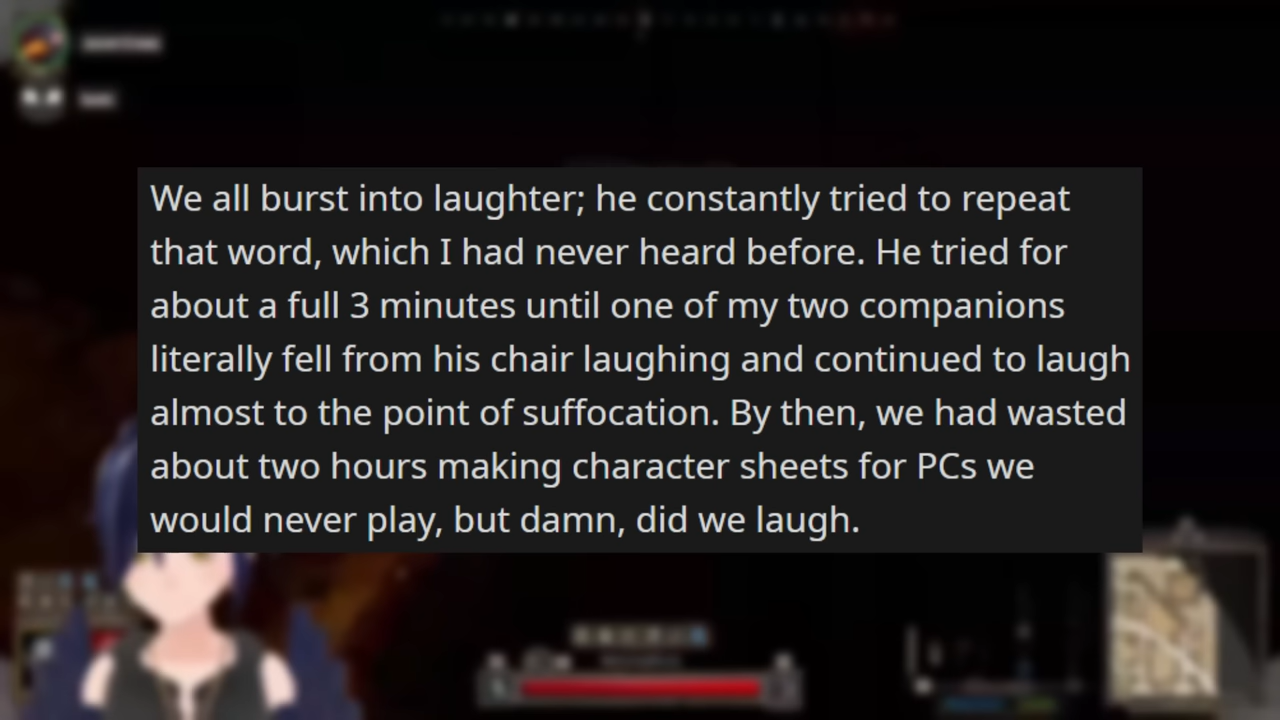 We all burst into laughter; he constantly tried to repeat
that word, which I had never heard before. He tried for
about a full 3 minutes until one of my two companions
literally fell from his chair laughing and continued to laugh
almost to the point of suffocation. By then, we had wasted
about two hours making character sheets for PCs we
would never play, but damn, did we laugh.